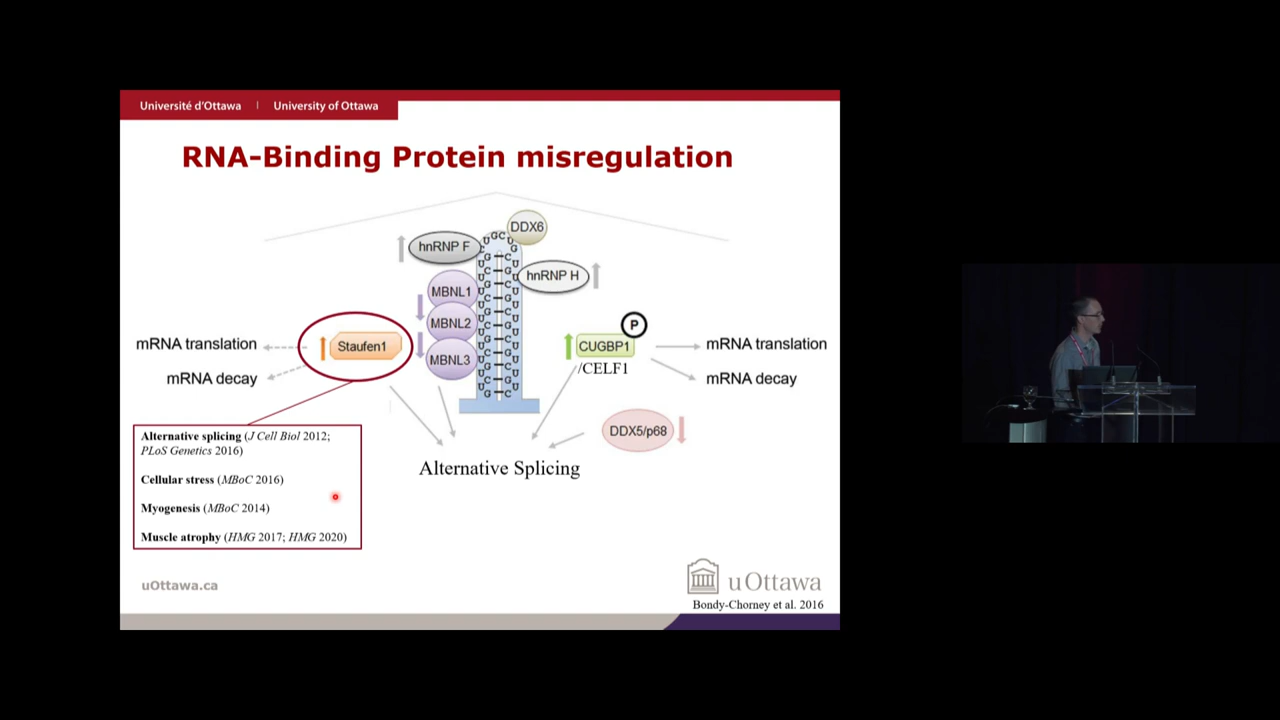 Université d'Ottawa | University of Ottawa
RNA-Binding Protein misregulation
DDX6
hnRNP F
hnRNP H
MBNL1
MBNL2
MBNL3
Staufen1
mRNA translation
mRNA decay
P
CUGBP1
/CELF1
mRNA translation
mRNA decay
DDX5/p68
Alternative Splicing
Alternative splicing (J Cell Biol 2012;
PLoS Genetics 2016)
Cellular stress (MBoC 2016)
Myogenesis (MBoC 2014)
Muscle atrophy (HMG 2017; HMG 2020)
uOttawa.ca
uOttawa
Bondy-Chorney et al. 2016